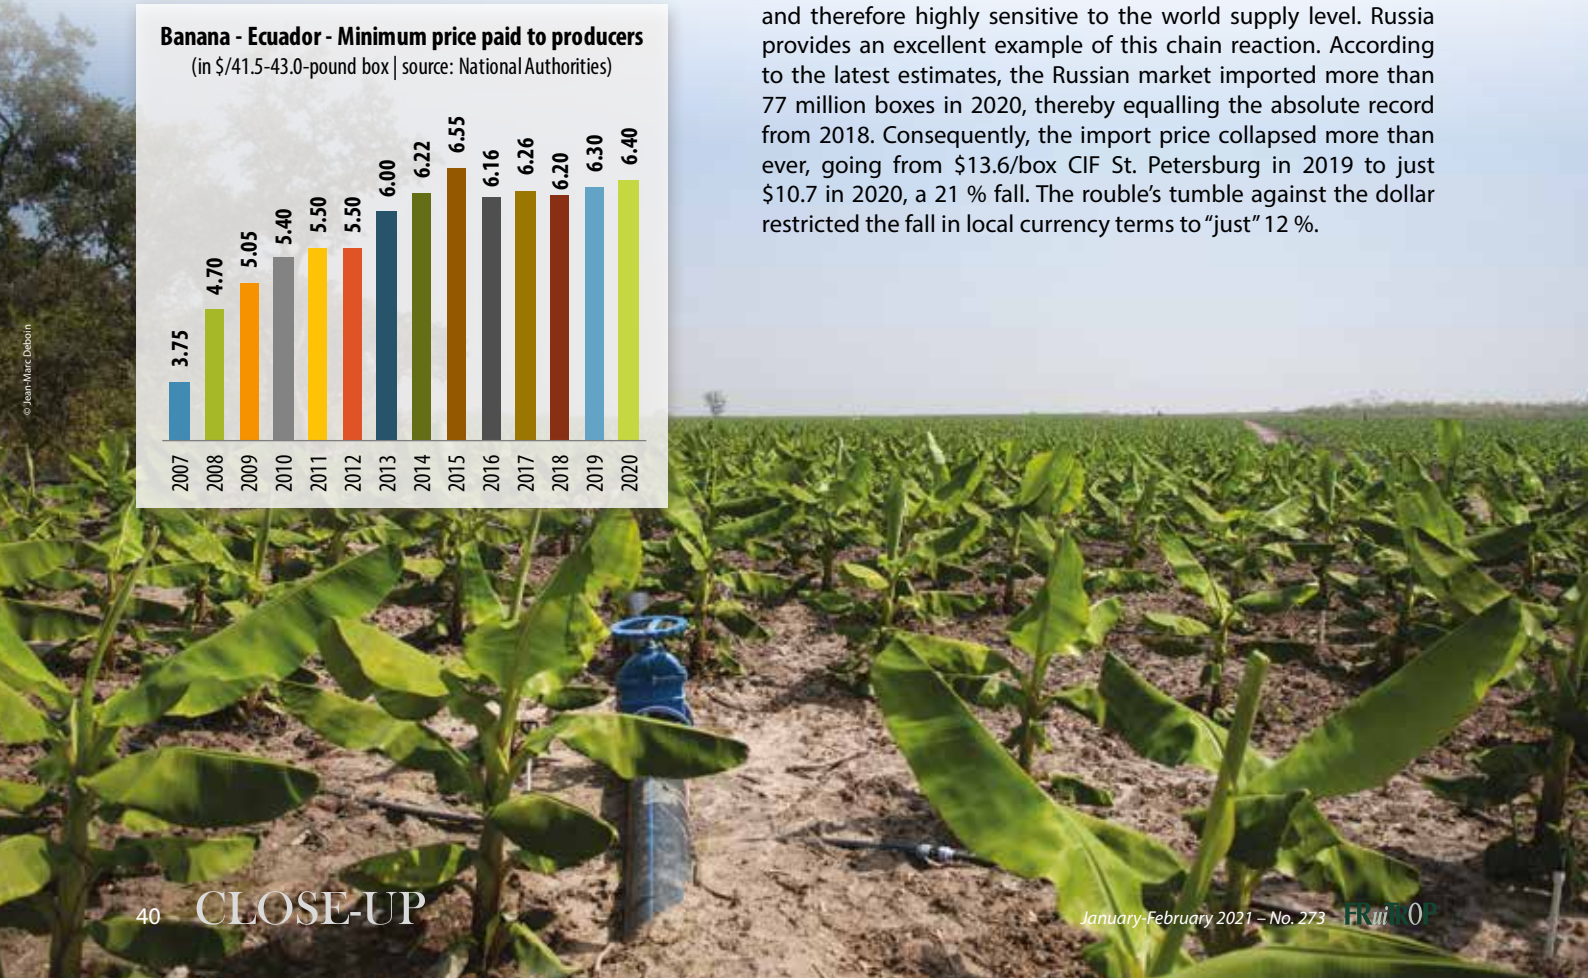 Banana - Ecuador - Minimum price paid to producers
(in $/41.5-43.0-pound box | source: National Authorities)
3.75
4.70
5.05
5.40
5.50
5.50
6.00
6.22
6.55
6.16
6.26
6.20
6.30
6.40
2007
2008
2009
2010
2011
2012
2013
2014
2015
2016
2017
2018
2019
2020
and therefore highly sensitive to the world supply level. Russia
provides an excellent example of this chain reaction. According
to the latest estimates, the Russian market imported more than
77 million boxes in 2020, thereby equalling the absolute record
from 2018. Consequently, the import price collapsed more than
ever, going from $13.6/box CIF St. Petersburg in 2019 to just
$10.7 in 2020, a 21 % fall. The rouble’s tumble against the dollar
restricted the fall in local currency terms to “just” 12 %.
© Jean-Marc Deboin
40 CLOSE-UP
January-February 2021 – No. 273 FRuiTROP